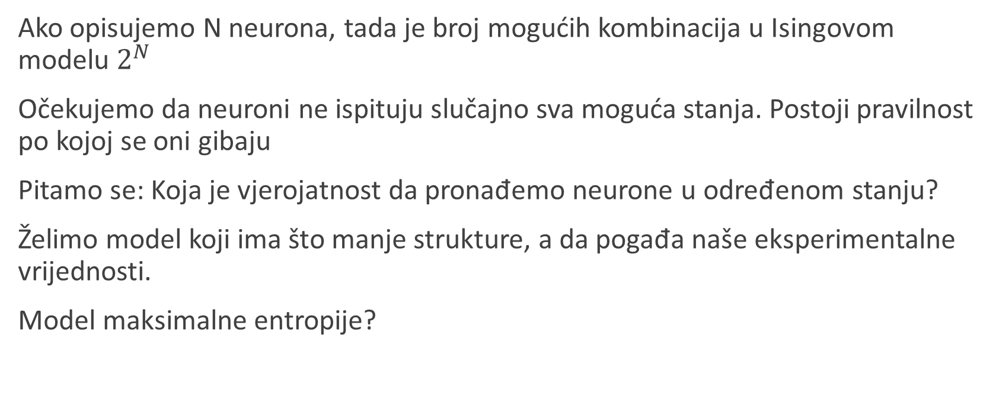 Ako opisujemo N neurona, tada je broj mogućih kombinacija u Isingovom
modelu 2^N
Očekujemo da neuroni ne ispituju slučajno sva moguća stanja. Postoji pravilnost
po kojoj se oni gibaju
Pitamo se: Koja je vjerojatnost da pronađemo neurone u određenom stanju?
Želimo model koji ima što manje strukture, a da pogađa naše eksperimentalne
vrijednosti.
Model maksimalne entropije?